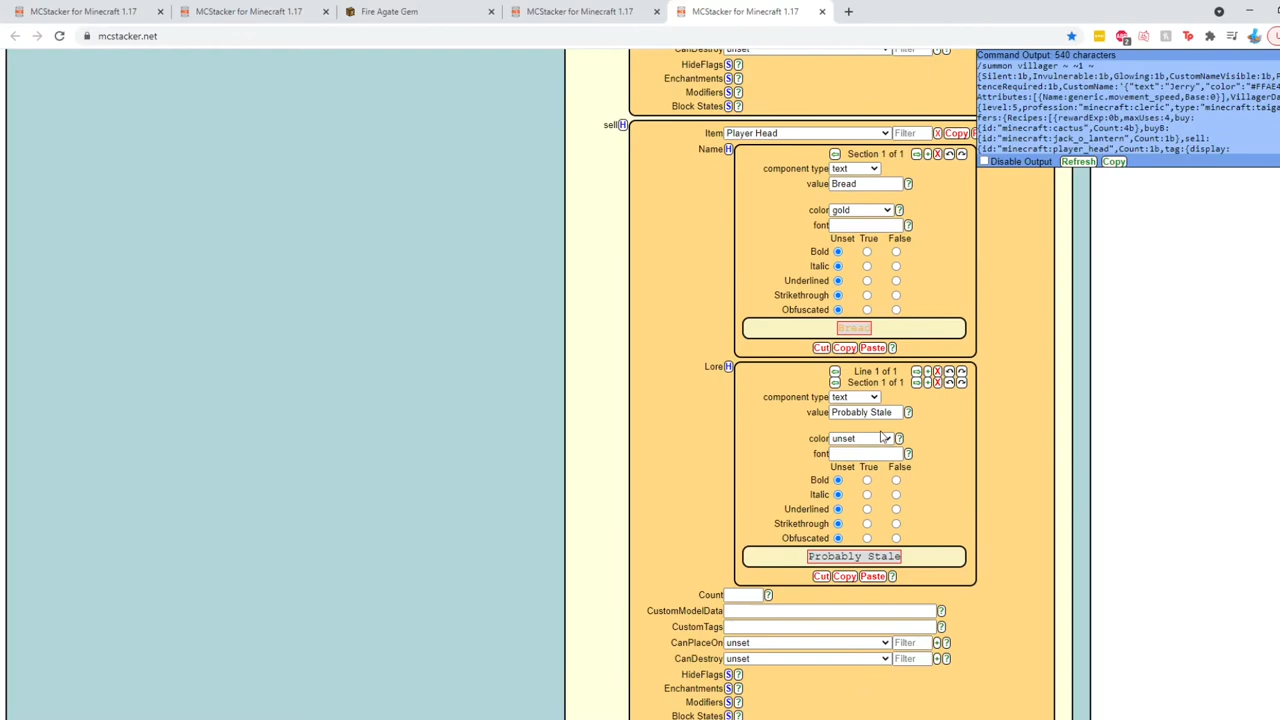 MCStacker for Minecraft 1.17
MCStacker for Minecraft 1.17
Fire Agate Gem
MCStacker for Minecraft 1.17
MCStacker for Minecraft 1.17
mcstacker.net
CanDestroy unset Filter + ?
HideFlags S ?
Enchantments S ?
Modifiers S ?
Block States S ?
Command Output: 540 characters
/summon villager ~ ~1 ~
{Silent:1b,Invulnerable:1b,Glowing:1b,CustomNameVisible:1b,
tenceRequired:1b,CustomName:'{"text":"Jerry","color":"#FFAE4
Attributes:[{Name:generic.movement_speed,Base:0}],VillagerDa
{level:5,profession:"minecraft:cleric",type:"minecraft:taiga
fers:{Recipes:[{rewardExp:0b,maxUses:4,buy:
{id:"minecraft:cactus",Count:4b},buyB:
{id:"minecraft:jack_o_lantern",Count:1b},sell:
{id:"minecraft:player_head",Count:1b,tag:{display:
Disable Output Refresh Copy
sell H
Item Player Head Filter X Copy
Name H
Section 1 of 1 + X
component type text
value Bread ?
color gold ?
font ?
Unset True False
Bold
Italic
Underlined
Strikethrough
Obfuscated
Bread
Cut Copy Paste ?
Lore H
Line 1 of 1 + X
Section 1 of 1 + X
component type text
value Probably Stale ?
color unset ?
font ?
Unset True False
Bold
Italic
Underlined
Strikethrough
Obfuscated
Probably Stale
Cut Copy Paste ?
Count ?
CustomModelData ?
CustomTags ?
CanPlaceOn unset Filter + ?
CanDestroy unset Filter + ?
HideFlags S ?
Enchantments S ?
Modifiers S ?
Block States S ?